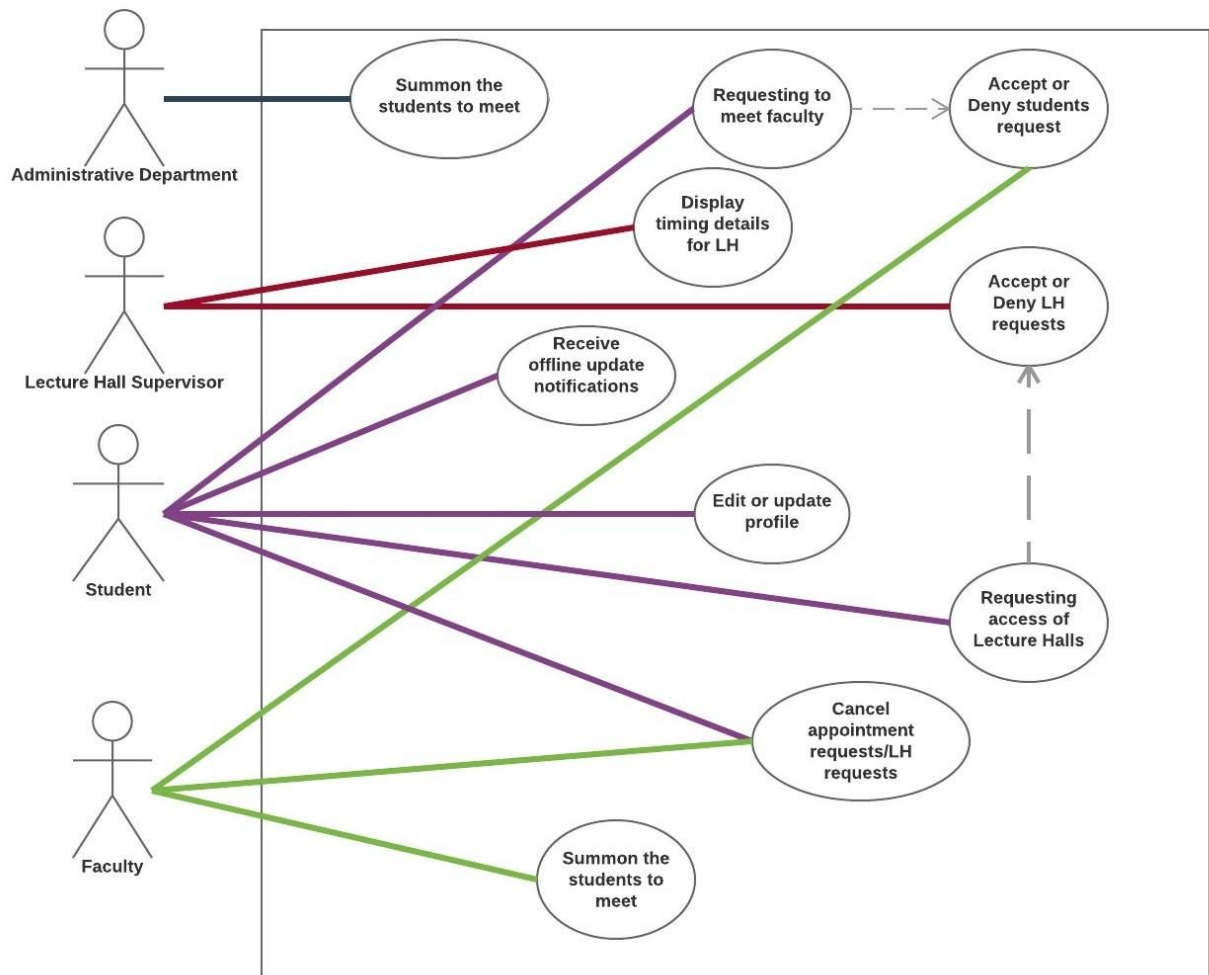 Administrative Department
Summon the
students to meet
Requesting to
meet faculty
Accept or
Deny students
request
Display
timing details
for LH
Lecture Hall Supervisor
Accept or
Deny LH
requests
Receive
offline update
notifications
Student
Edit or update
profile
Requesting
access of
Lecture Halls
Cancel
appointment
requests/LH
requests
Faculty
Summon the
students to
meet